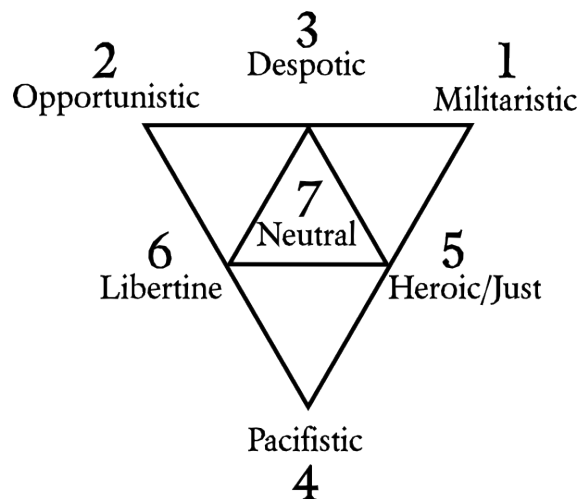 3
Despotic
2
Opportunistic
1
Militaristic
7
Neutral
6
Libertine
5
Heroic/Just
Pacifistic
4